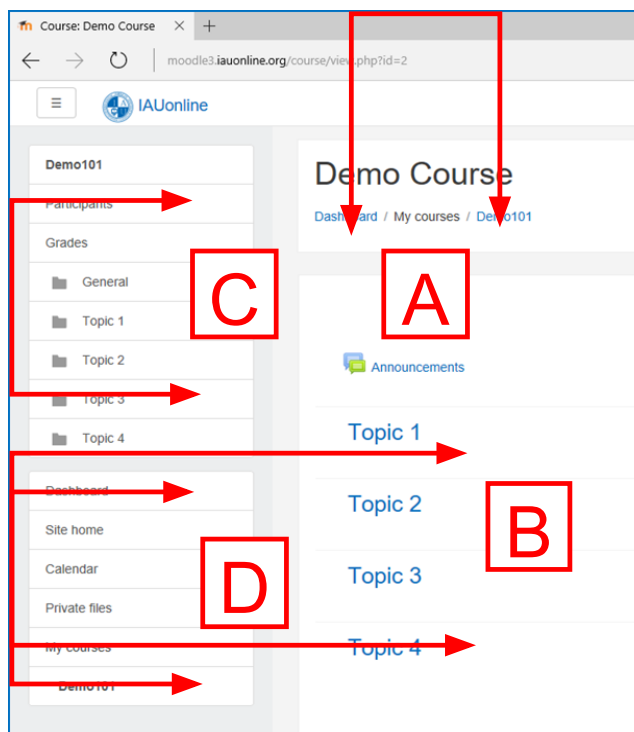 Course: Demo Course
moodle3.iauonline.org/course/view.php?id=2
IAUonline
Demo101
Participants
Grades
General
Topic 1
Topic 2
Topic 3
Topic 4
Dashboard
Site home
Calendar
Private files
My courses
Demo101
C
D
Demo Course
Dashboard / My courses / Demo101
A
Announcements
Topic 1
Topic 2
B
Topic 3
Topic 4